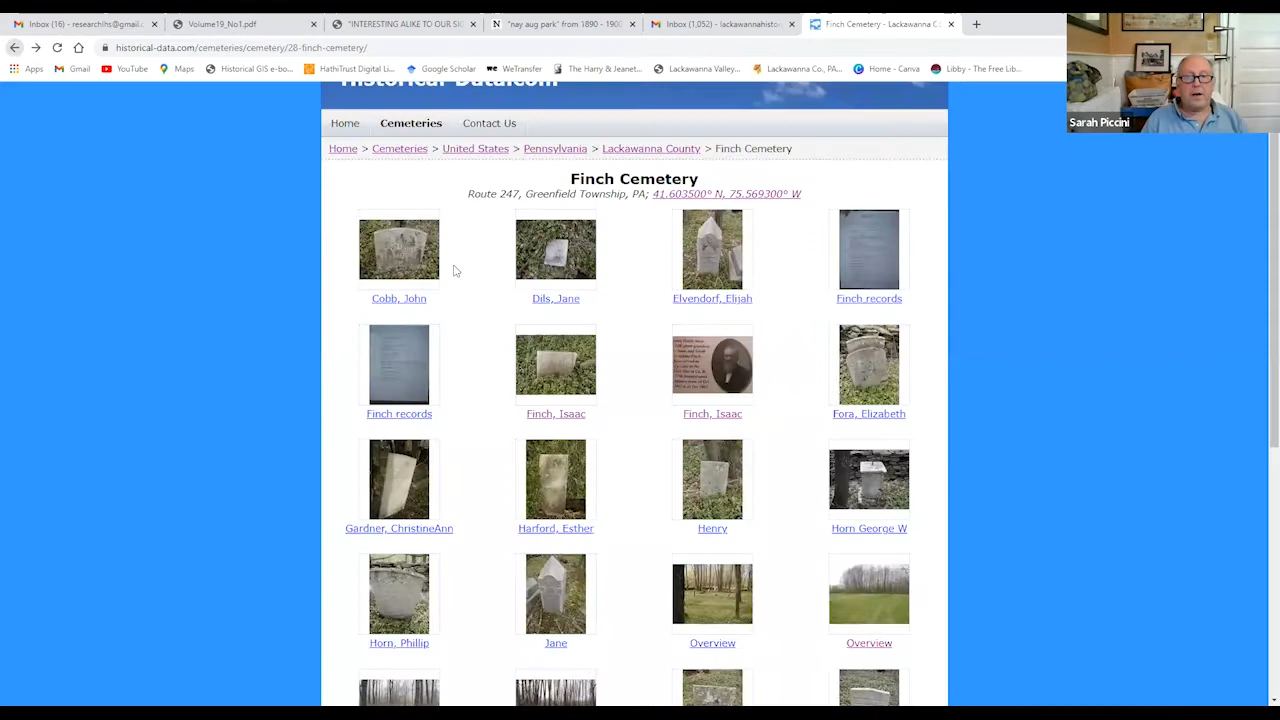 Inbox (16) - researchlhs@gmail.c
Volume19_No1.pdf
"INTERESTING ALIKE TO OUR SK
"nay aug park" from 1890 - 1900
Inbox (1,052) - lackawannahisto
Finch Cemetery - Lackawanna C
historical-data.com/cemeteries/cemetery/28-finch-cemetery/
Apps
Gmail
YouTube
Maps
Historical GIS e-bo...
HathiTrust Digital Li...
Google Scholar
WeTransfer
The Harry & Jeanet...
Lackawanna Valley...
Lackawanna Co., PA...
Home - Canva
Libby - The Free Lib...
Sarah Piccini
Historical-Data.com
Home
Cemeteries
Contact Us
Home > Cemeteries > United States > Pennsylvania > Lackawanna County > Finch Cemetery
Finch Cemetery
Route 247, Greenfield Township, PA; 41.603500° N, 75.569300° W
Cobb, John
Dils, Jane
Elvendorf, Elijah
Finch records
Finch records
Finch, Isaac
Finch, Isaac
Fora, Elizabeth
Gardner, ChristineAnn
Harford, Esther
Henry
Horn George W
Horn, Phillip
Jane
Overview
Overview